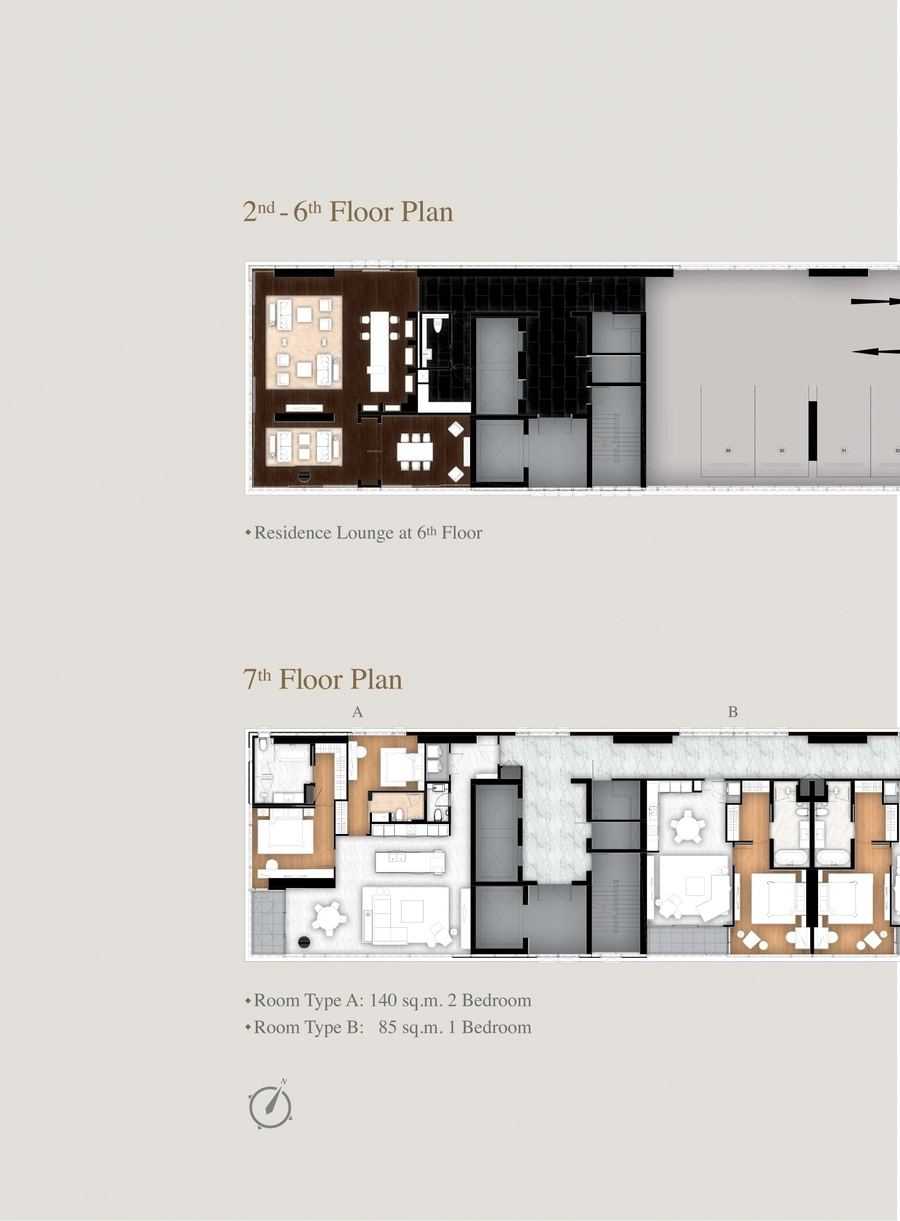 2nd - 6th Floor Plan
89
90
91
92
Residence Lounge at 6th Floor
7th Floor Plan
A
B
Room Type A: 140 sq.m. 2 Bedroom
Room Type B: 85 sq.m. 1 Bedroom
N